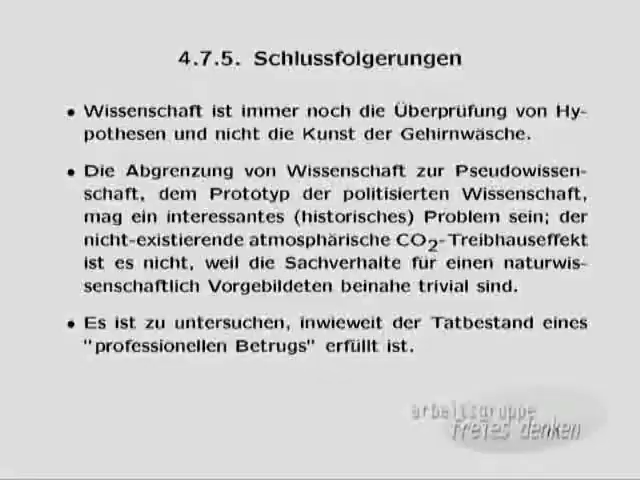 4.7.5. Schlussfolgerungen
• Wissenschaft ist immer noch die Überprüfung von Hy-
pothesen und nicht die Kunst der Gehirnwäsche.
• Die Abgrenzung von Wissenschaft zur Pseudowissen-
schaft, dem Prototyp der politisierten Wissenschaft,
mag ein interessantes (historisches) Problem sein; der
nicht-existierende atmosphärische CO2-Treibhauseffekt
ist es nicht, weil die Sachverhalte für einen naturwis-
senschaftlich Vorgebildeten beinahe trivial sind.
• Es ist zu untersuchen, inwieweit der Tatbestand eines
"professionellen Betrugs" erfüllt ist.
arbeitsgruppe
freies denken